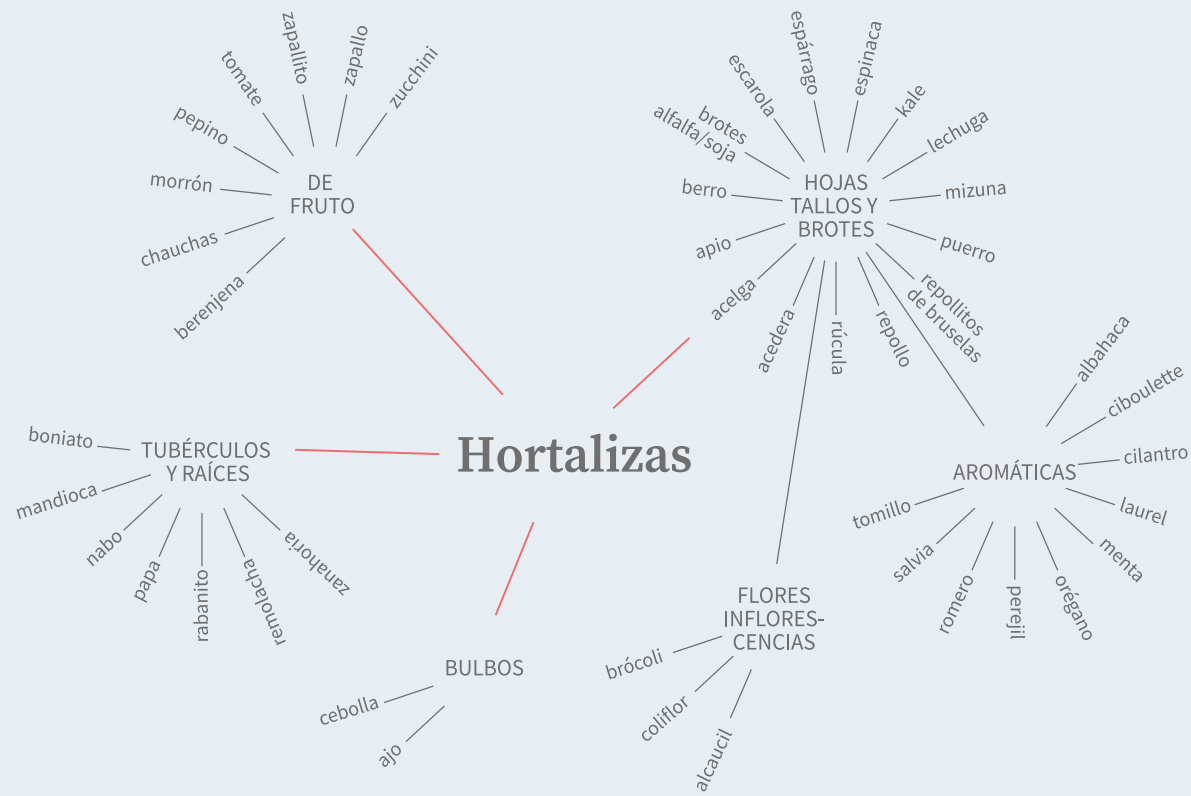 DE
FRUTO
berenjena
chauchas
morrón
pepino
tomate
zapallito
zapallo
zucchini
HOJAS
TALLOS Y
BROTES
acedera
acelga
apio
berro
brotes
alfalfa/soja
escarola
espárrago
espinaca
kale
lechuga
mizuna
puerro
repollitos
de bruselas
repollo
rúcula
Hortalizas
TUBÉRCULOS
Y RAÍCES
boniato
mandioca
nabo
papa
rabanito
remolacha
zanahoria
BULBOS
cebolla
ajo
FLORES
INFLORES-
CENCIAS
brócoli
coliflor
alcaucil
AROMÁTICAS
albahaca
ciboulette
cilantro
laurel
menta
orégano
perejil
romero
salvia
tomillo